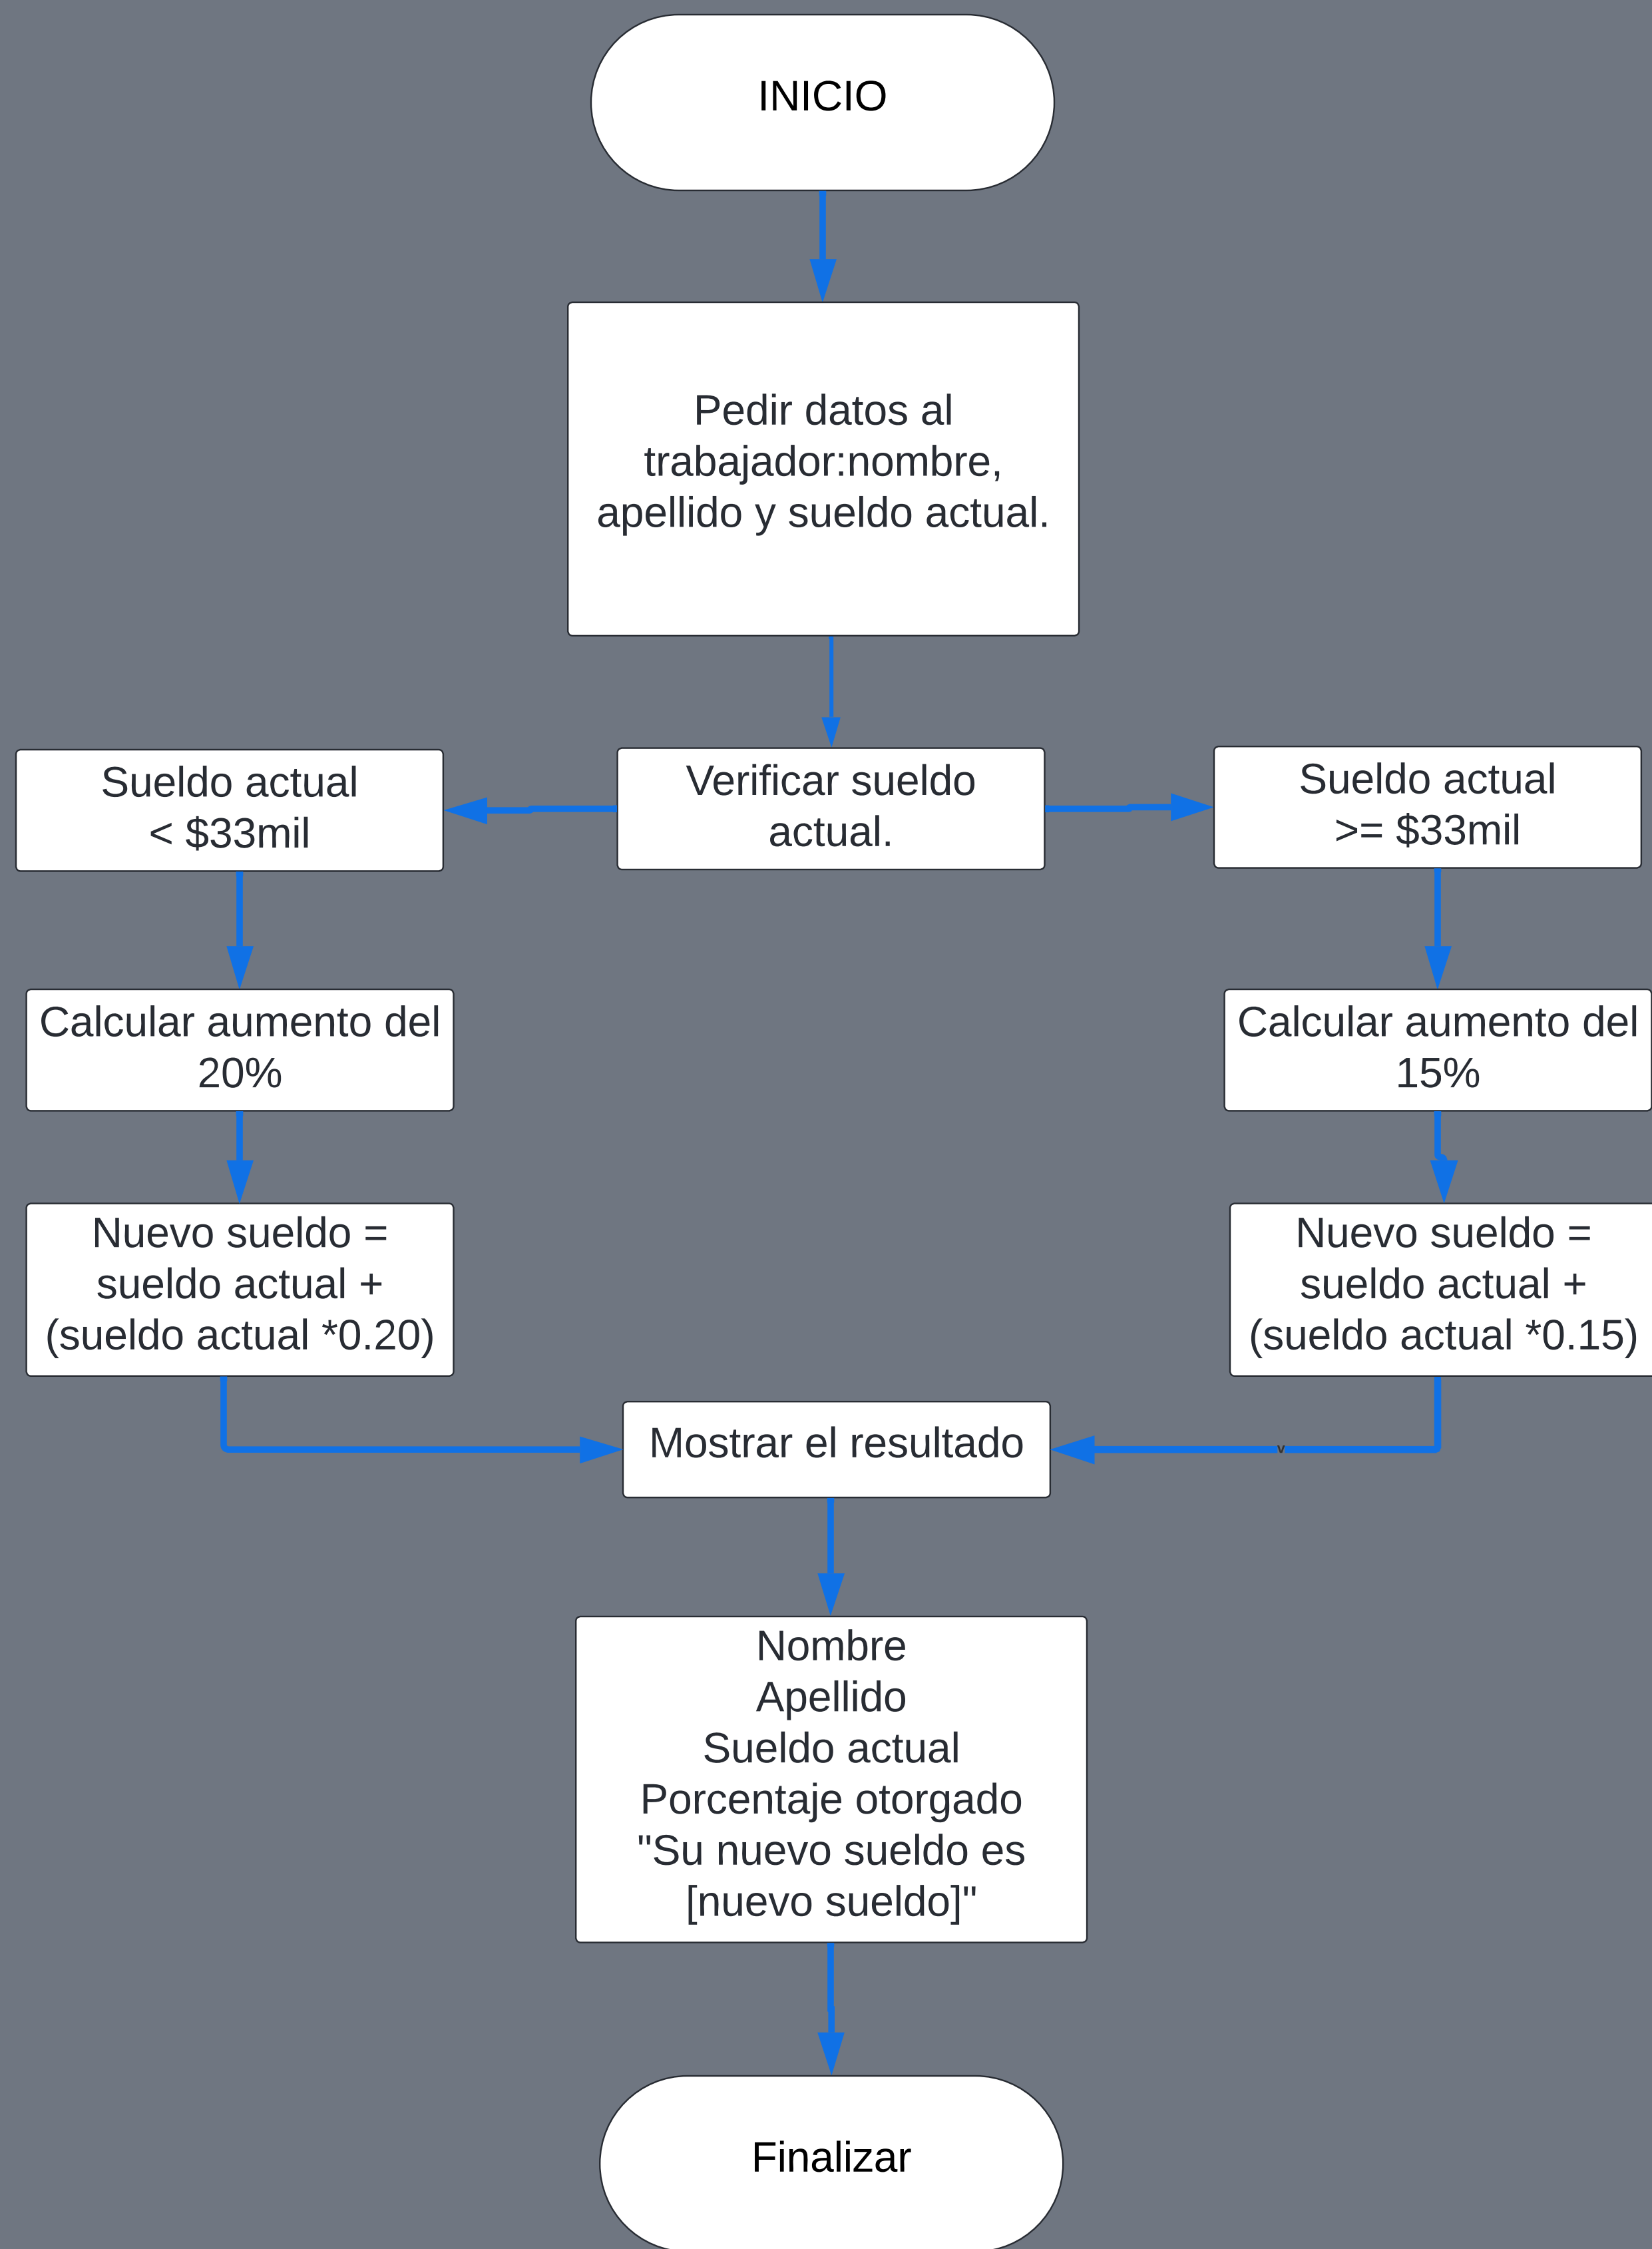 INICIO
Pedir datos al
trabajador:nombre,
apellido y sueldo actual.
Sueldo actual
< $33mil
Verificar sueldo
actual.
Sueldo actual
>= $33mil
Calcular aumento del
20%
Calcular aumento del
15%
Nuevo sueldo =
sueldo actual +
(sueldo actual *0.20)
Nuevo sueldo =
sueldo actual +
(sueldo actual *0.15)
Mostrar el resultado
v
Nombre
Apellido
Sueldo actual
Porcentaje otorgado
"Su nuevo sueldo es
[nuevo sueldo]"
Finalizar